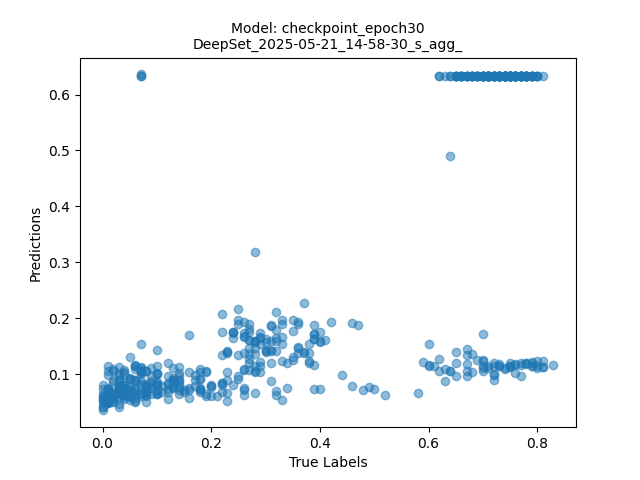 Model: checkpoint_epoch30
DeepSet_2025-05-21_14-58-30_s_agg_
0.6
0.5
0.4
0.3
0.2
0.1
Predictions
0.0 0.2 0.4 0.6 0.8
True Labels